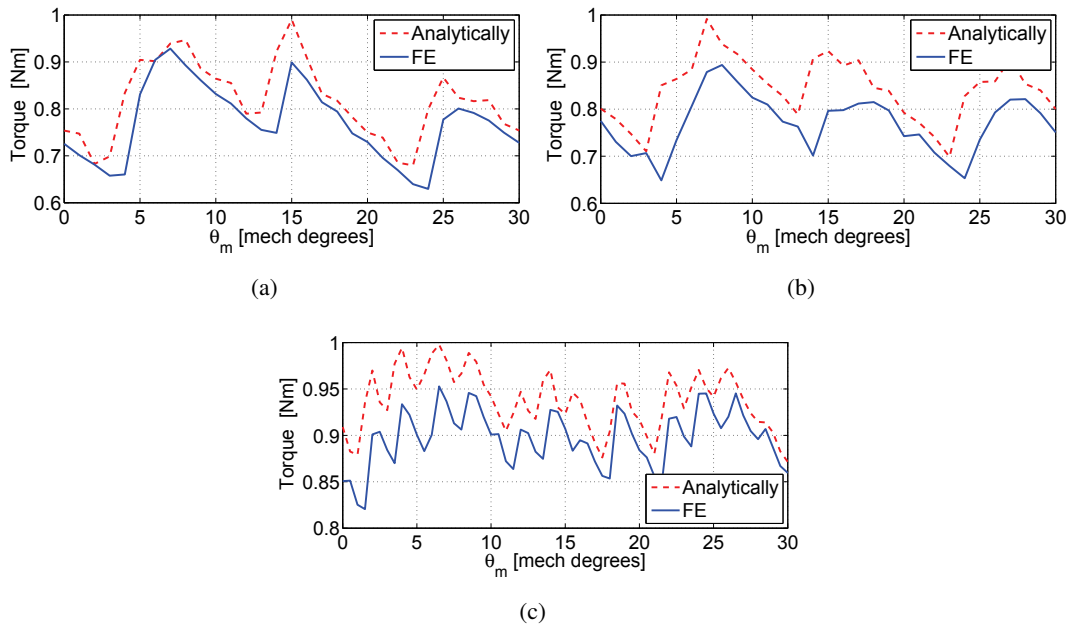 1
0.9
0.8
0.7
0.6
Torque [Nm]
0 5 10 15 20 25 30
θm [mech degrees]
Analytically
FE
(a)
1
0.9
0.8
0.7
0.6
Torque [Nm]
0 5 10 15 20 25 30
θm [mech degrees]
Analytically
FE
(b)
1
0.95
0.9
0.85
0.8
Torque [Nm]
0 5 10 15 20 25 30
θm [mech degrees]
Analytically
FE
(c)